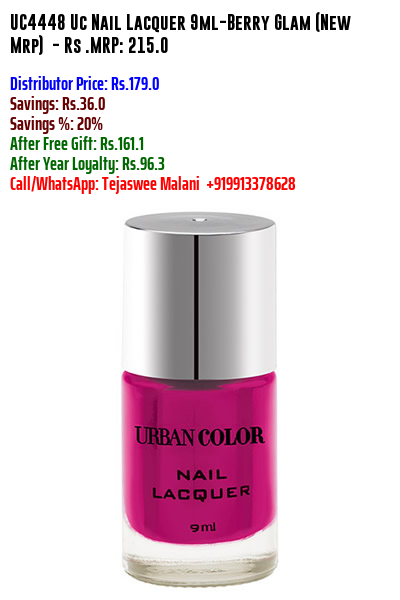 UC4448 Uc Nail Lacquer 9ml-Berry Glam (New
Mrp) - Rs .MRP: 215.0
Distributor Price: Rs.179.0
Savings: Rs.36.0
Savings %: 20%
After Free Gift: Rs.161.1
After Year Loyalty: Rs.96.3
Call/WhatsApp: Tejaswee Malani +919913378628
URBAN COLOR
NAIL
LACQUER
9ml